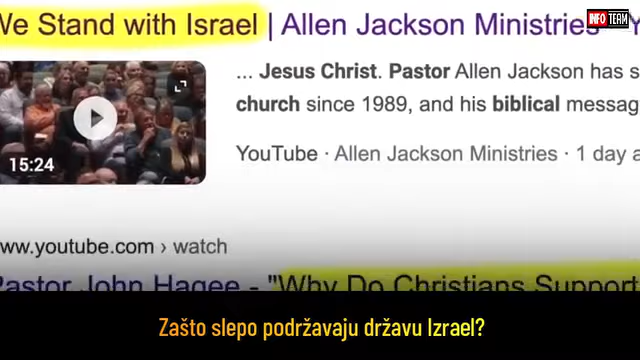 We Stand with Israel | Allen Jackson Ministries
INFO TEAM
... Jesus Christ. Pastor Allen Jackson has s
church since 1989, and his biblical messag
15:24
YouTube · Allen Jackson Ministries · 1 day a
www.youtube.com › watch
Pastor John Hagee - "Why Do Christians Support
Zašto slepo podržavaju državu Izrael?